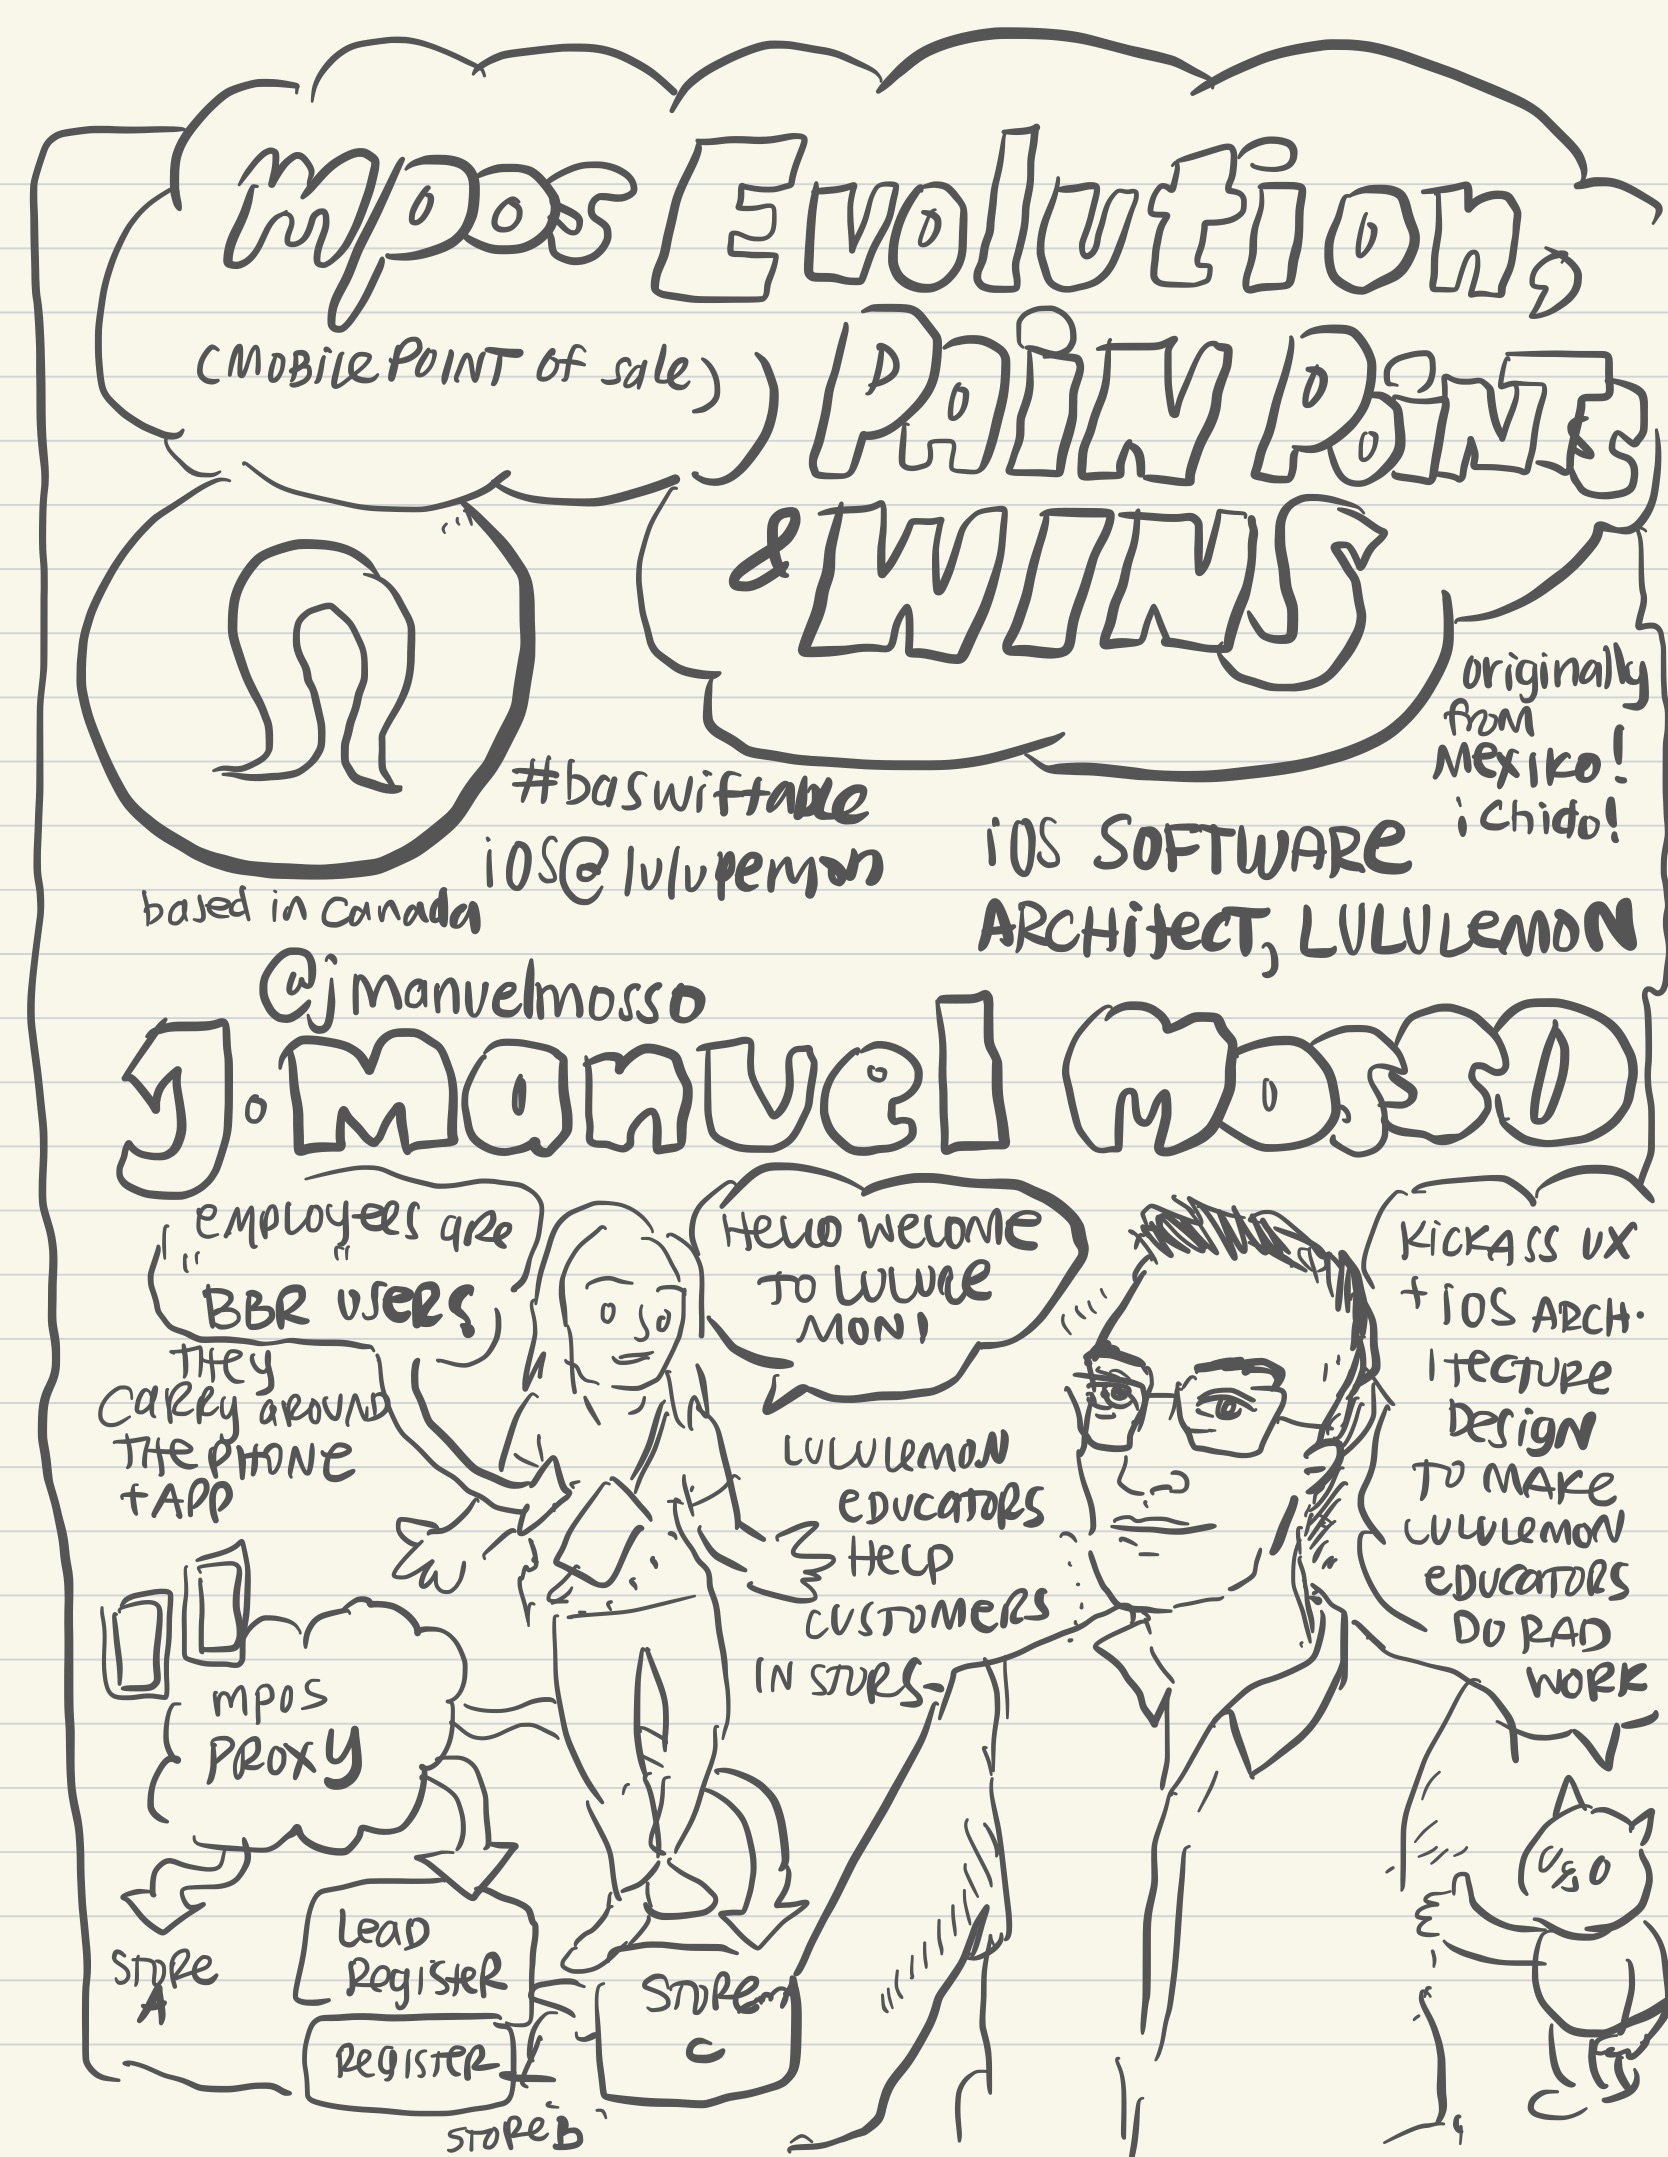 mpos Evolution,
(MOBILE POINT of sale)
PAIN POINTS
& WINS
originally
from
MEXIKO!
¡Chido!
#baswiftable
iOS@lulupemon
iOS SOFTWARE
ARCHitect, LULULEMON
based in canada
@jmanuelmosso
J. Manuel Mosso
EMPLOYEES ARE
"BBR" USERS
THEY
CARRY AROUND
THE PHONE
+ APP
HELLO WELOME
TO LULULE
MON!
LULULEMON
EDUCATORS
HELP
CUSTOMERS
IN STORS-
KICKASS UX
+ iOS ARCH-
ITECTURE
DESIGN
TO MAKE
LULULEMON
EDUCATORS
DO RAD
WORK
MPOS
PROXY
STORE
A
LEAD
REGISTER
REGISTER
STORE B
STORE
C